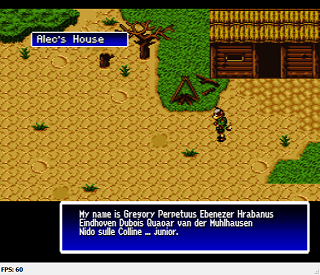 Alec's House
My name is Gregory Perpetuus Ebenezer Hrabanus
Eindhoven Dubois Quaoar van der Muhlhausen
Nido sulle Colline ... Junior.
FPS: 60